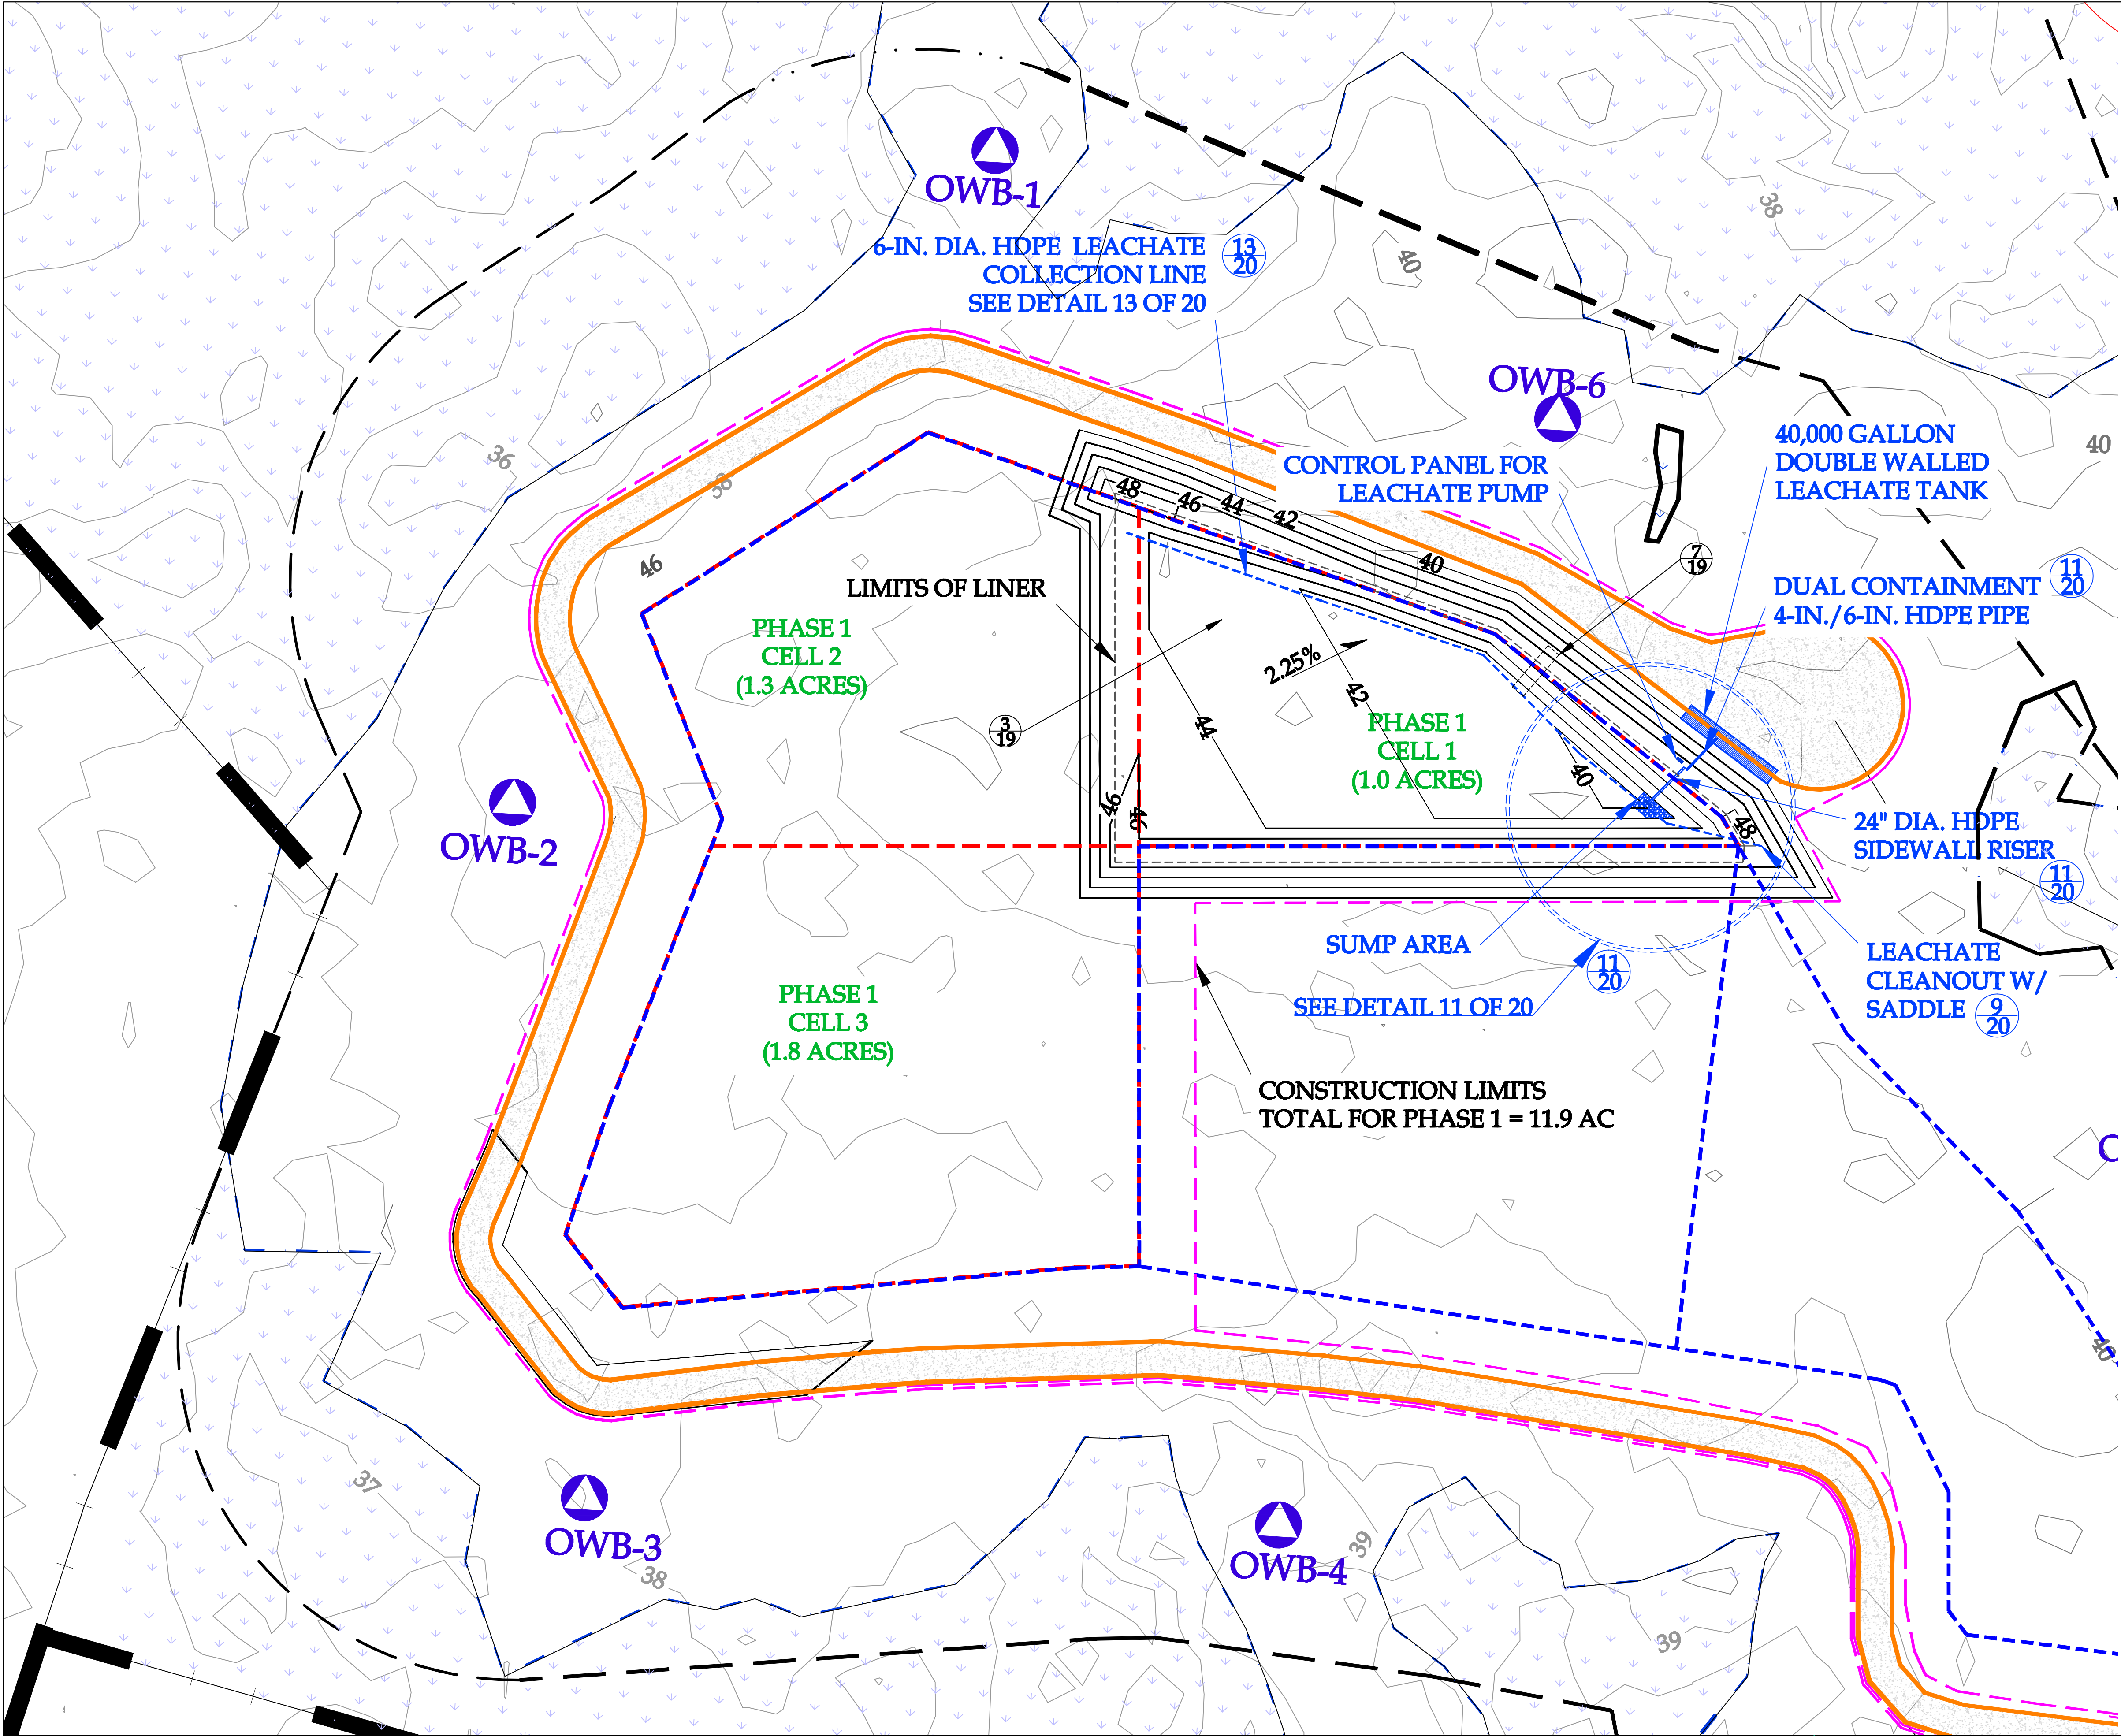 OWB-1
38
6-IN. DIA. HDPE LEACHATE
COLLECTION LINE
SEE DETAIL 13 OF 20
13
20
40
OWB-6
40,000 GALLON
DOUBLE WALLED
LEACHATE TANK
40
CONTROL PANEL FOR
LEACHATE PUMP
36
38
48
46
44
42
40
46
7
19
LIMITS OF LINER
DUAL CONTAINMENT
4-IN./6-IN. HDPE PIPE
11
20
PHASE 1
CELL 2
(1.3 ACRES)
2.25%
42
44
3
19
PHASE 1
CELL 1
(1.0 ACRES)
40
46
46
48
OWB-2
24" DIA. HDPE
SIDEWALL RISER
11
20
SUMP AREA
11
20
SEE DETAIL 11 OF 20
LEACHATE
CLEANOUT W/
SADDLE
9
20
PHASE 1
CELL 3
(1.8 ACRES)
CONSTRUCTION LIMITS
TOTAL FOR PHASE 1 = 11.9 AC
40
37
OWB-3
38
OWB-4
39
39